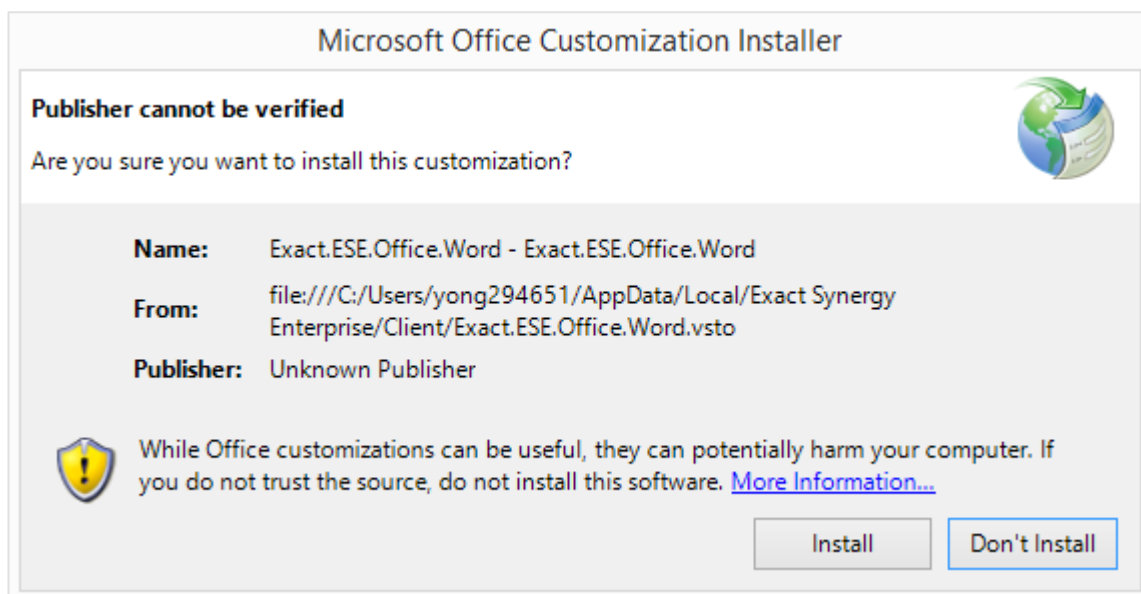 Microsoft Office Customization Installer
Publisher cannot be verified
Are you sure you want to install this customization?
Name: Exact.ESE.Office.Word - Exact.ESE.Office.Word
From: file:///C:/Users/yong294651/AppData/Local/Exact Synergy
Enterprise/Client/Exact.ESE.Office.Word.vsto
Publisher: Unknown Publisher
While Office customizations can be useful, they can potentially harm your computer. If
you do not trust the source, do not install this software. More Information...
Install Don't Install